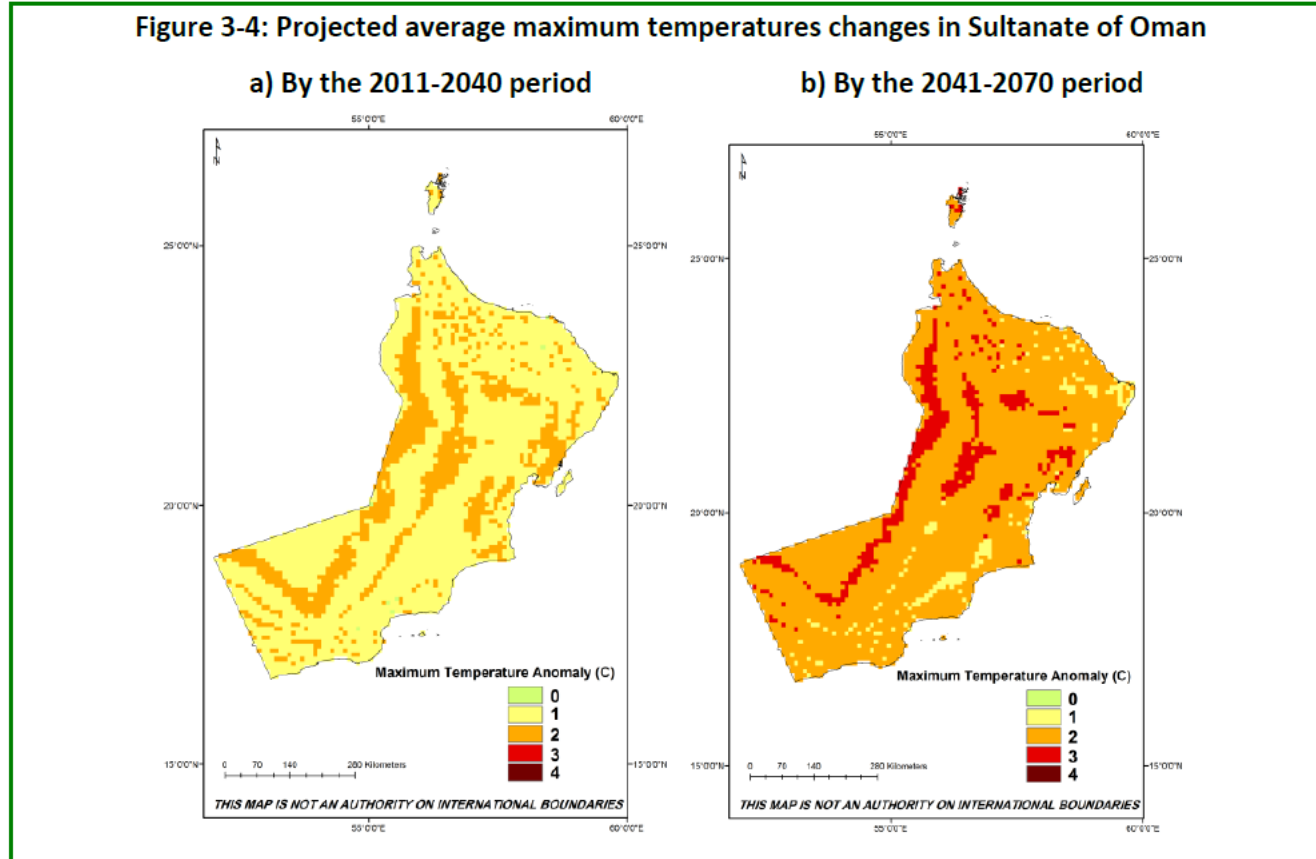 Figure 3-4: Projected average maximum temperatures changes in Sultanate of Oman
a) By the 2011-2040 period
b) By the 2041-2070 period
55°0'0"E
60°0'0"E
N
25°0'0"N
25°0'0"N
20°0'0"N
20°0'0"N
Maximum Temperature Anomaly (C)
0
1
2
3
4
0 70 140 280 Kilometers
15°0'0"N
15°0'0"N
THIS MAP IS NOT AN AUTHORITY ON INTERNATIONAL BOUNDARIES
55°0'0"E
60°0'0"E
55°0'0"E
60°0'0"E
N
25°0'0"N
25°0'0"N
20°0'0"N
20°0'0"N
Maximum Temperature Anomaly (C)
0
1
2
3
4
0 70 140 280 Kilometers
15°0'0"N
15°0'0"N
THIS MAP IS NOT AN AUTHORITY ON INTERNATIONAL BOUNDARIES
55°0'0"E
60°0'0"E